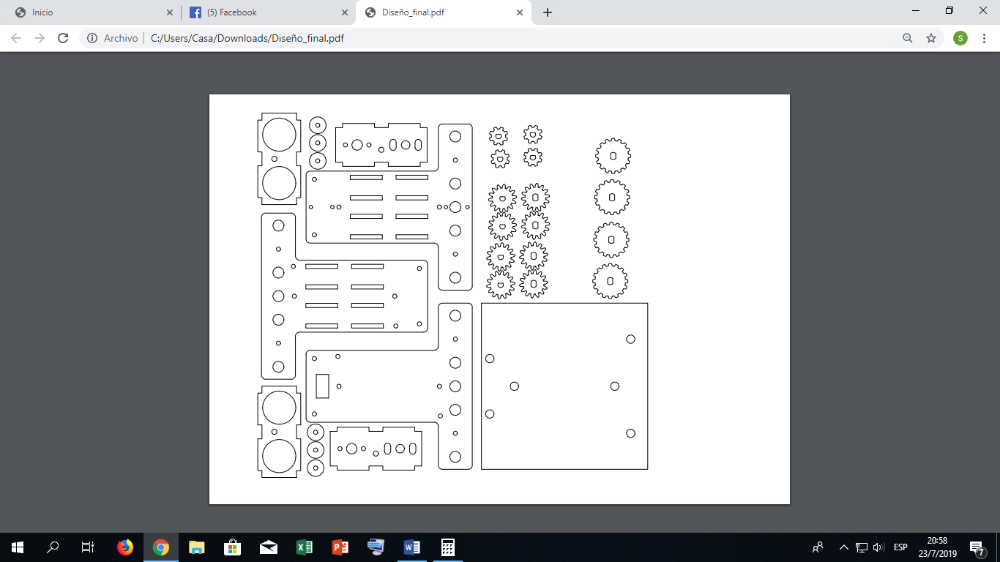 Inicio
(5) Facebook
Diseño_final.pdf
Archivo
C:/Users/Casa/Downloads/Diseño_final.pdf
S
ESP
20:58
23/7/2019
7